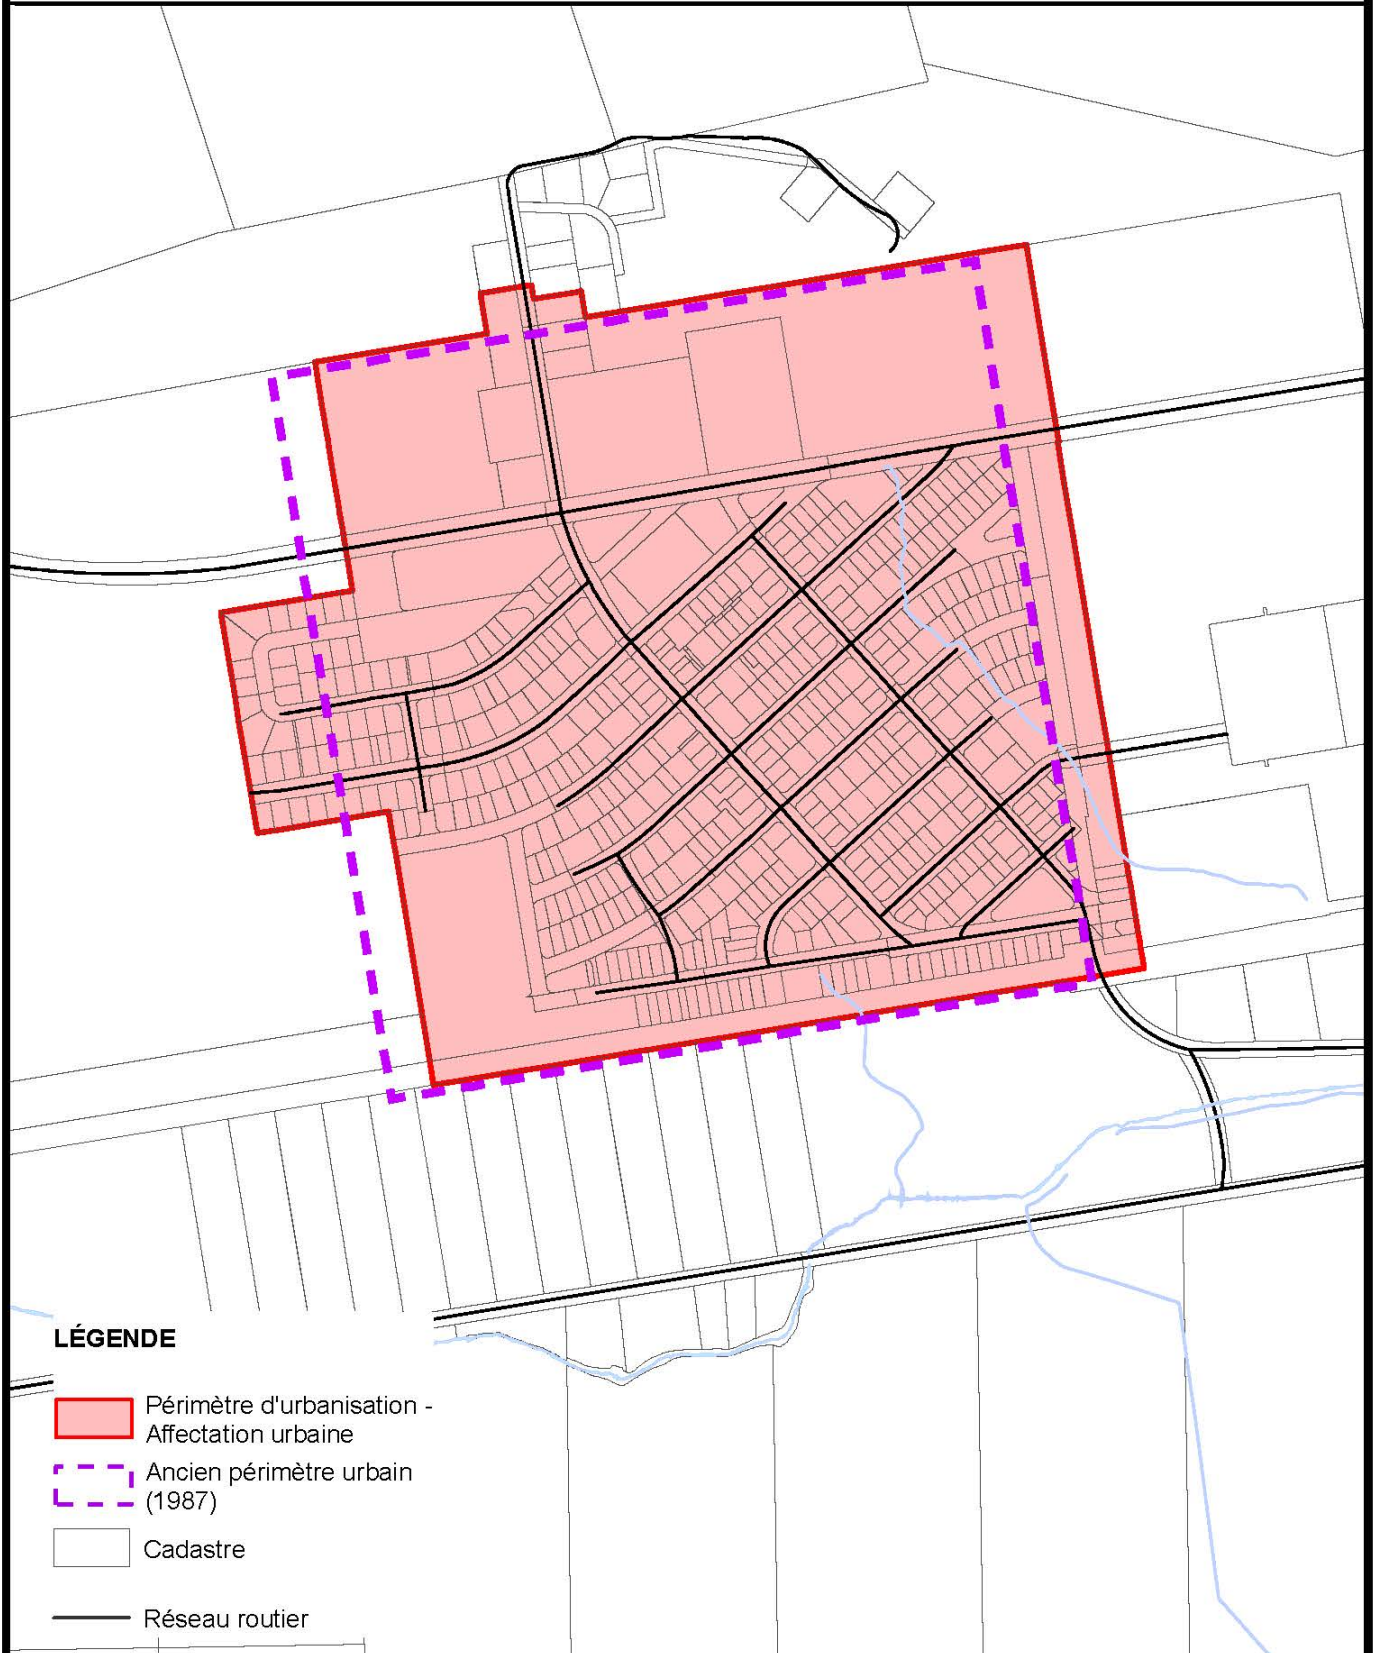 LÉGENDE
Périmètre d'urbanisation -
Affectation urbaine
Ancien périmètre urbain
(1987)
Cadastre
Réseau routier